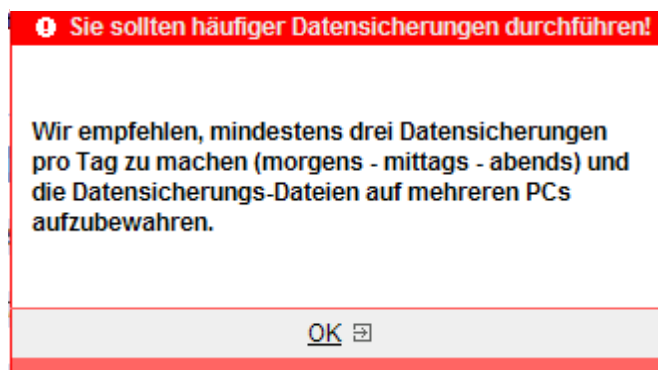 Sie sollten häufiger Datensicherungen durchführen!
Wir empfehlen, mindestens drei Datensicherungen
pro Tag zu machen (morgens - mittags - abends) und
die Datensicherungs-Dateien auf mehreren PCs
aufzubewahren.
OK